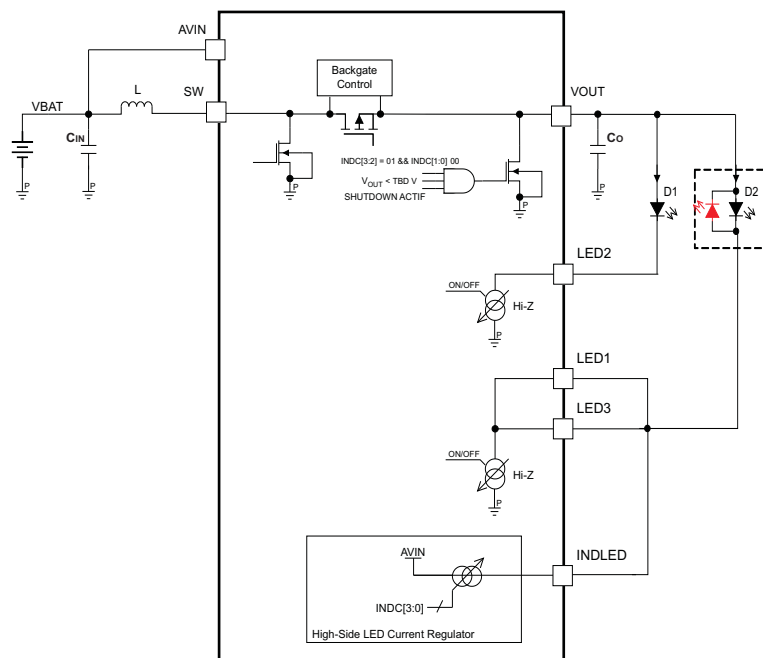 AVIN
Backgate
Control
L
SW
VOUT
VBAT
CIN
CO
INDC[3:2] = 01 && INDC[1:0] 00
VOUT < TBD V
SHUTDOWN ACTIF
D1
D2
P
P
P
P
P
LED2
ON/OFF
Hi-Z
P
LED1
LED3
ON/OFF
Hi-Z
P
INDLED
AVIN
INDC[3:0]
High-Side LED Current Regulator